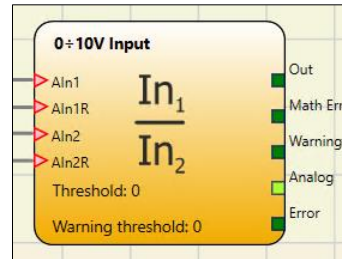 0÷10V Input
AIn1
AIn1R
AIn2
AIn2R
In1
In2
Threshold: 0
Warning threshold: 0
Out
Math Err
Warning
Analog
Error